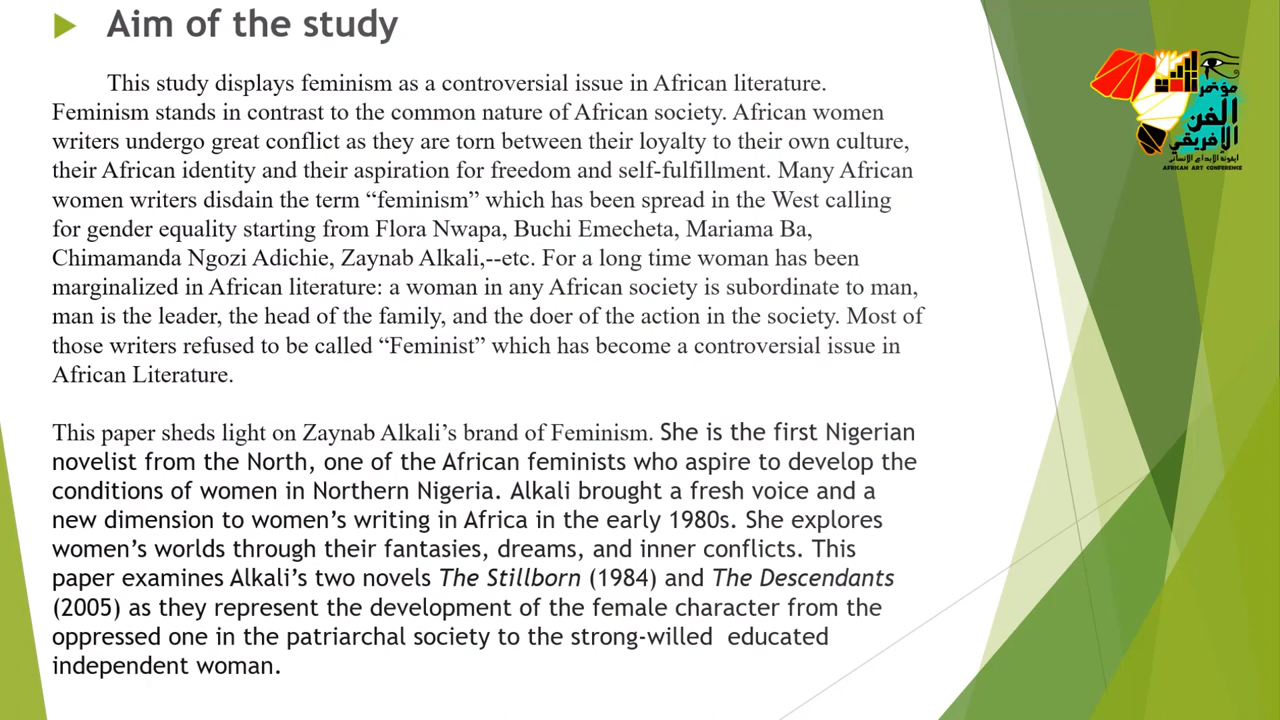 Aim of the study
This study displays feminism as a controversial issue in African literature.
Feminism stands in contrast to the common nature of African society. African women
writers undergo great conflict as they are torn between their loyalty to their own culture,
their African identity and their aspiration for freedom and self-fulfillment. Many African
women writers disdain the term “feminism” which has been spread in the West calling
for gender equality starting from Flora Nwapa, Buchi Emecheta, Mariama Ba,
Chimamanda Ngozi Adichie, Zaynab Alkali,--etc. For a long time woman has been
marginalized in African literature: a woman in any African society is subordinate to man,
man is the leader, the head of the family, and the doer of the action in the society. Most of
those writers refused to be called “Feminist” which has become a controversial issue in
African Literature.
This paper sheds light on Zaynab Alkali’s brand of Feminism. She is the first Nigerian
novelist from the North, one of the African feminists who aspire to develop the
conditions of women in Northern Nigeria. Alkali brought a fresh voice and a
new dimension to women’s writing in Africa in the early 1980s. She explores
women’s worlds through their fantasies, dreams, and inner conflicts. This
paper examines Alkali’s two novels The Stillborn (1984) and The Descendants
(2005) as they represent the development of the female character from the
oppressed one in the patriarchal society to the strong-willed  educated
independent woman.
مؤتمر
الفن
الإفريقي
أيقونة الإبداع الإنساني
AFRICAN ART CONFERENCE